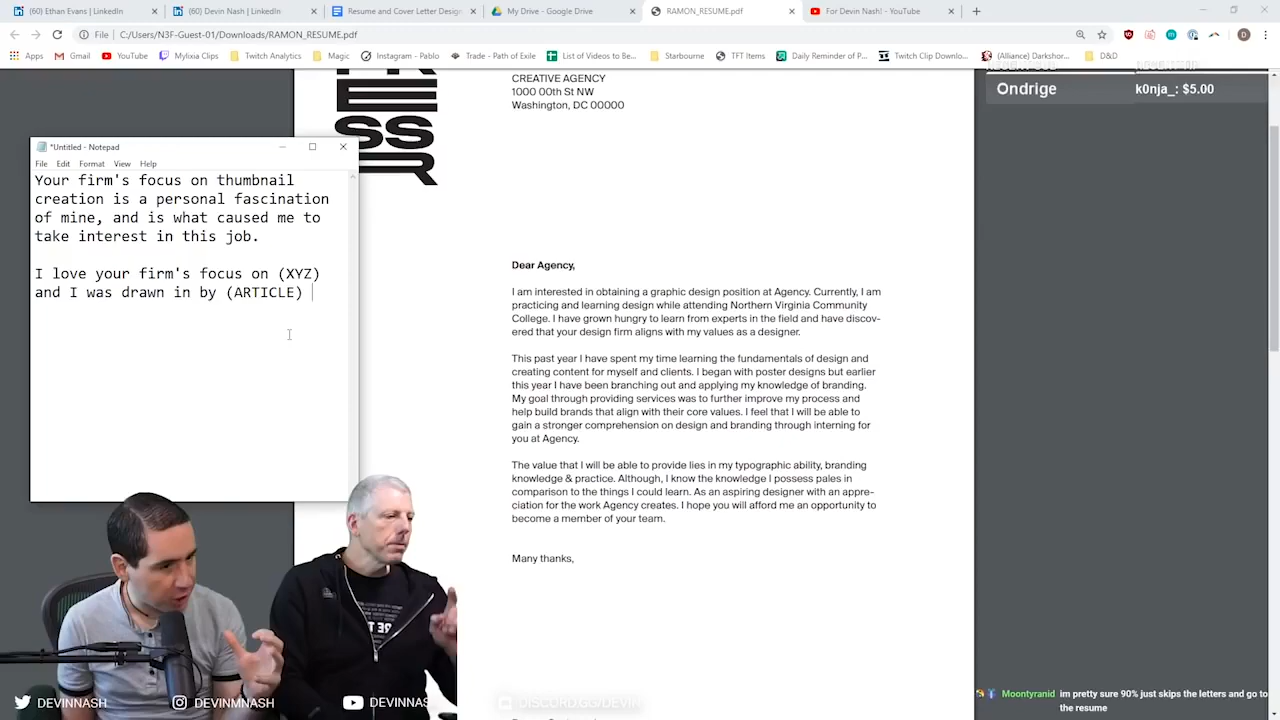 (60) Ethan Evans | LinkedIn
(60) Devin Nash | LinkedIn
Resume and Cover Letter Design
My Drive - Google Drive
RAMON_RESUME.pdf
For Devin Nash! - YouTube
File
C:/Users/N3F-Guest-01/Downloads/RAMON_RESUME.pdf
D
Apps
Gmail
YouTube
Mylixia Clips
Twitch Analytics
Magic
Instagram - Pablo
Trade - Path of Exile
List of Videos to Be...
Starbourne
TFT Items
Daily Reminder of P...
Twitch Clip Downlo...
(Alliance) Darkshor...
D&D
E
SS
R
CREATIVE AGENCY
1000 00th St NW
Washington, DC 00000
Ondrige
k0nja_: $5.00
*Untitled - Notepad
File Edit Format View Help
Your firm's focus on thumbnail
creation is a personal fascination
of mine, and is what caused me to
take interest in this job.
I love your firm's focus on (XYZ)
and I was drawn in by (ARTICLE)
Dear Agency,
I am interested in obtaining a graphic design position at Agency. Currently, I am
practicing and learning design while attending Northern Virginia Community
College. I have grown hungry to learn from experts in the field and have discov-
ered that your design firm aligns with my values as a designer.
This past year I have spent my time learning the fundamentals of design and
creating content for myself and clients. I began with poster designs but earlier
this year I have been branching out and applying my knowledge of branding.
My goal through providing services was to further improve my process and
help build brands that align with their core values. I feel that I will be able to
gain a stronger comprehension on design and branding through interning for
you at Agency.
The value that I will be able to provide lies in my typographic ability, branding
knowledge & practice. Although, I know the knowledge I possess pales in
comparison to the things I could learn. As an aspiring designer with an appre-
ciation for the work Agency creates. I hope you will afford me an opportunity to
become a member of your team.
Many thanks,
DEVINNASH
DEVINMNASH
DEVINNAS
DISCORD.GG/DEVIN
Moontyranid im pretty sure 90% just skips the letters and go to
the resume